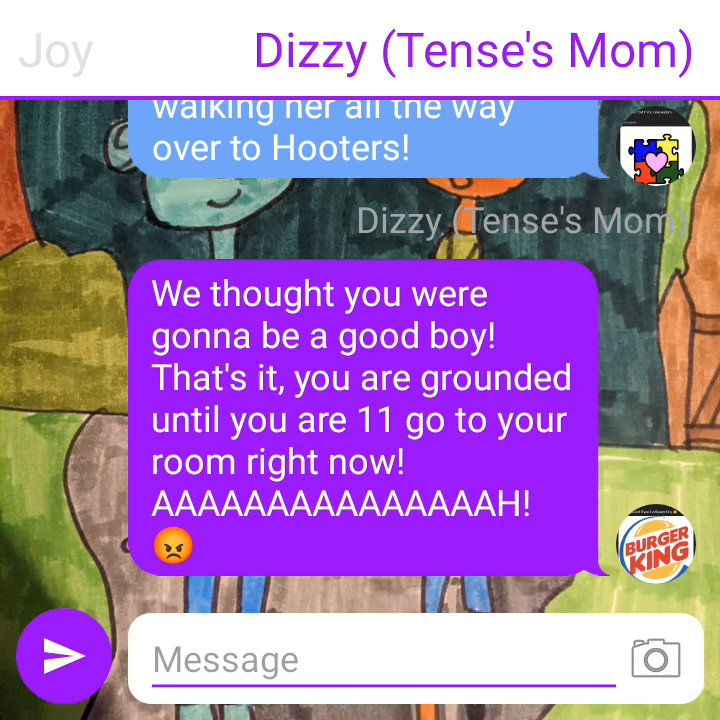 Joy
Dizzy (Tense's Mom)
walking her all the way
over to Hooters!
Dizzy (Tense's Mom)
We thought you were
gonna be a good boy!
That's it, you are grounded
until you are 11 go to your
room right now!
AAAAAAAAAAAAAAAH!
BURGER
KING
Message